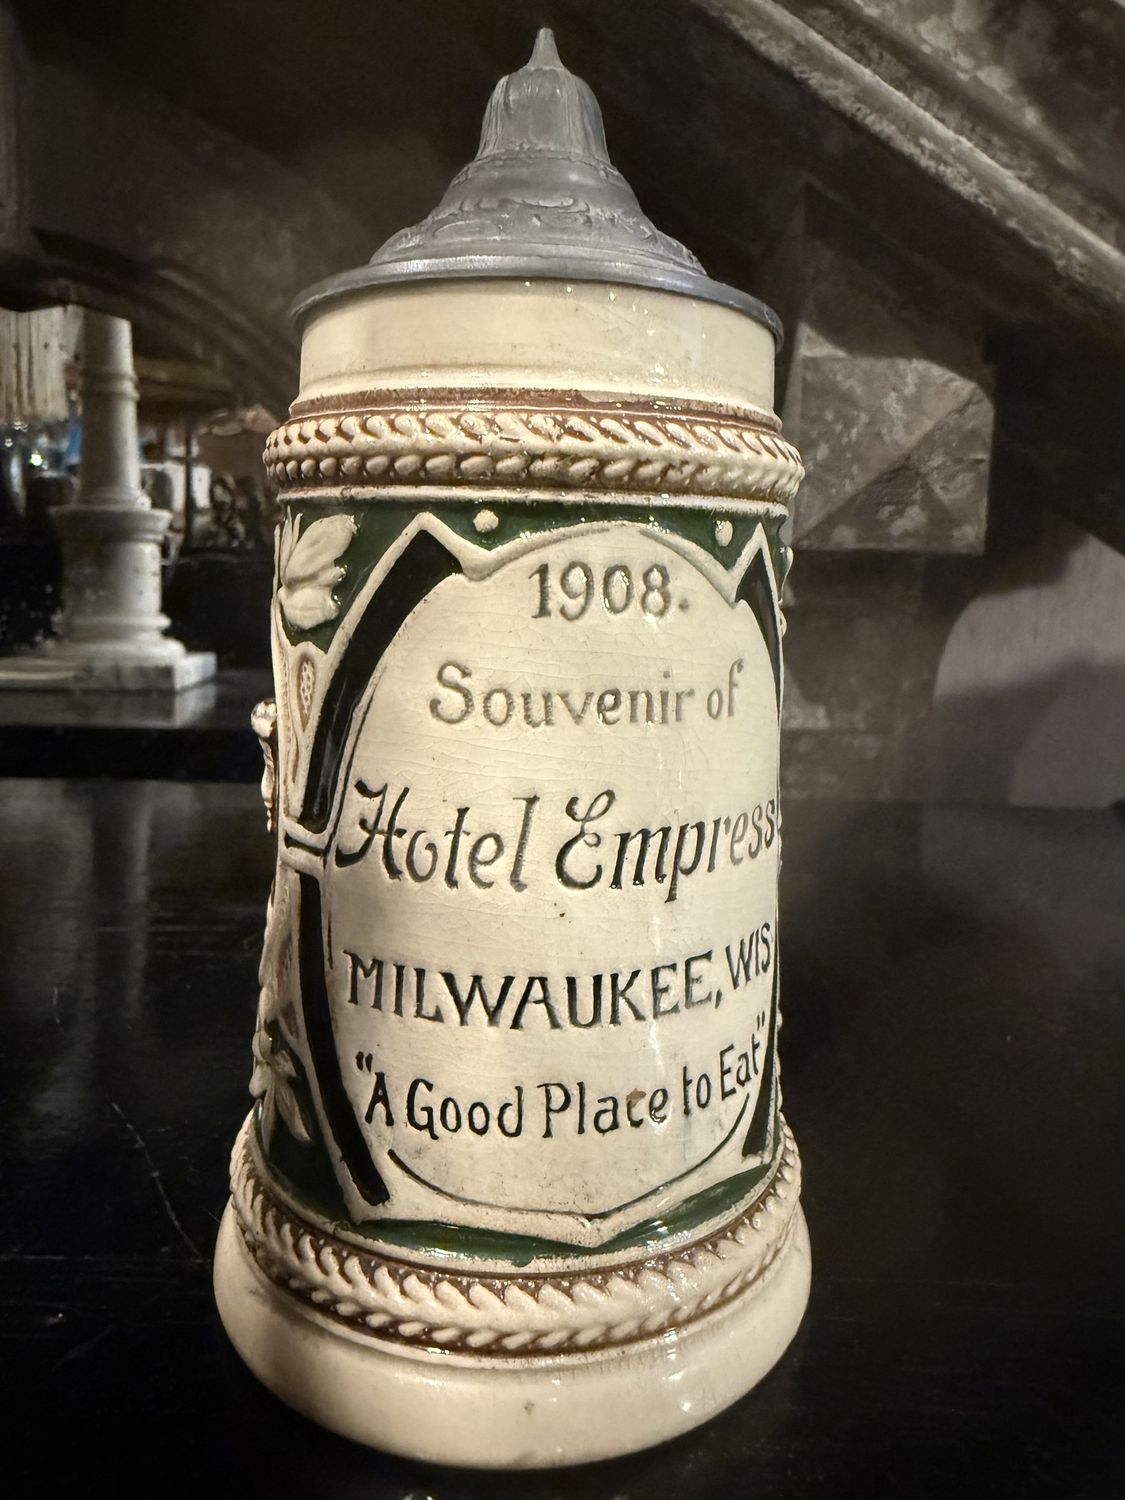 1908.
Souvenir of
Hotel Empress
MILWAUKEE, WIS
"A Good Place to Eat"